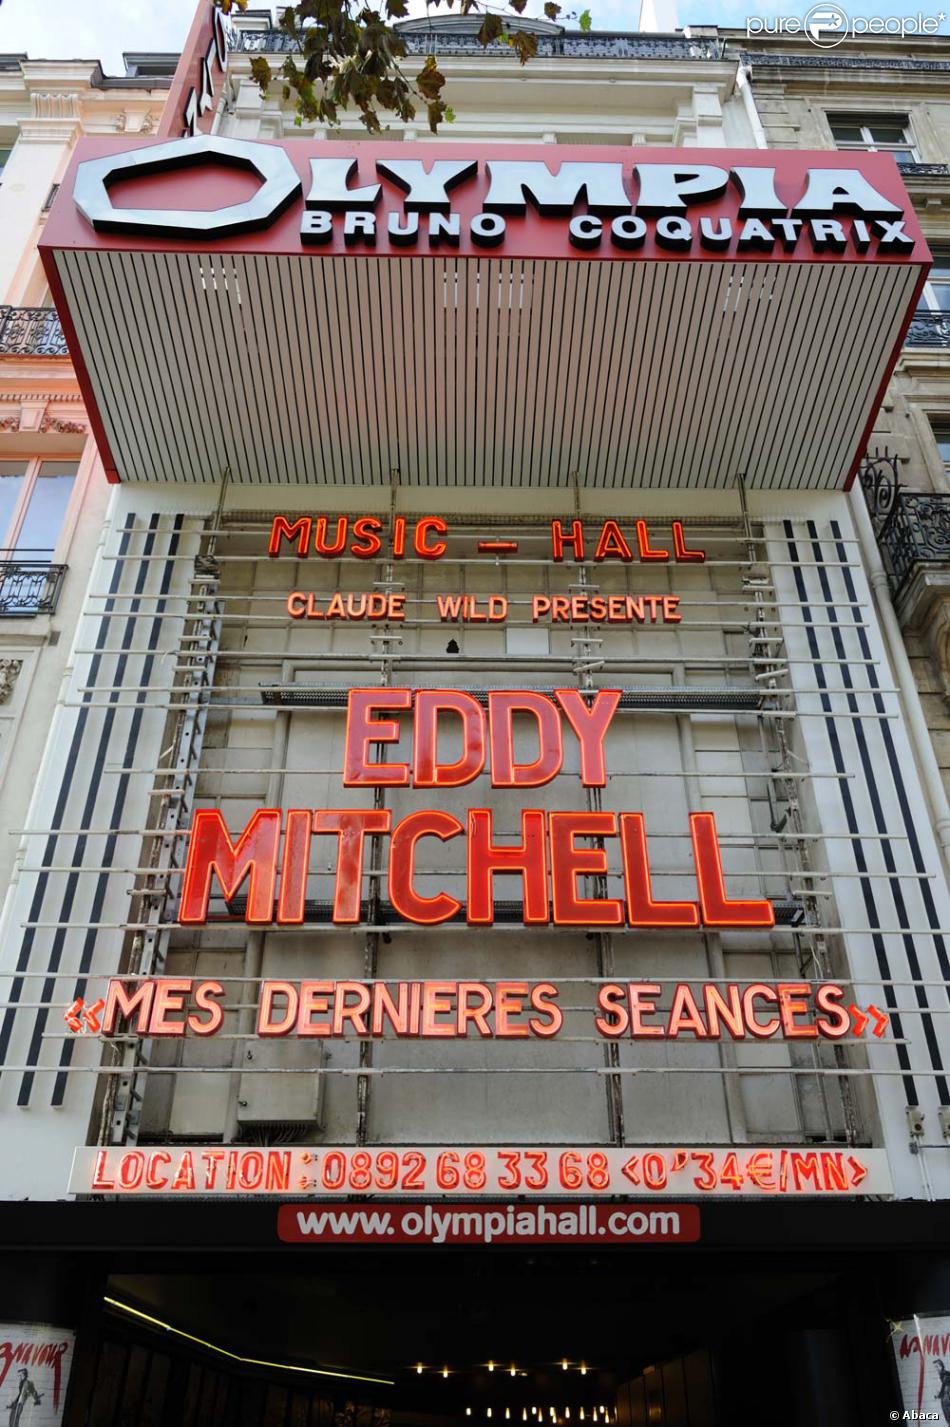 pure people*
OLYMPIA
BRUNO COQUATRIX
MUSIC-HALL
CLAUDE WILD PRESENTE
EDDY
MITCHELL
«MES DERNIERES SEANCES»
LOCATION: 0892 68 33 68 <0'34€/MN>
www.olympiahall.com
© Abaca